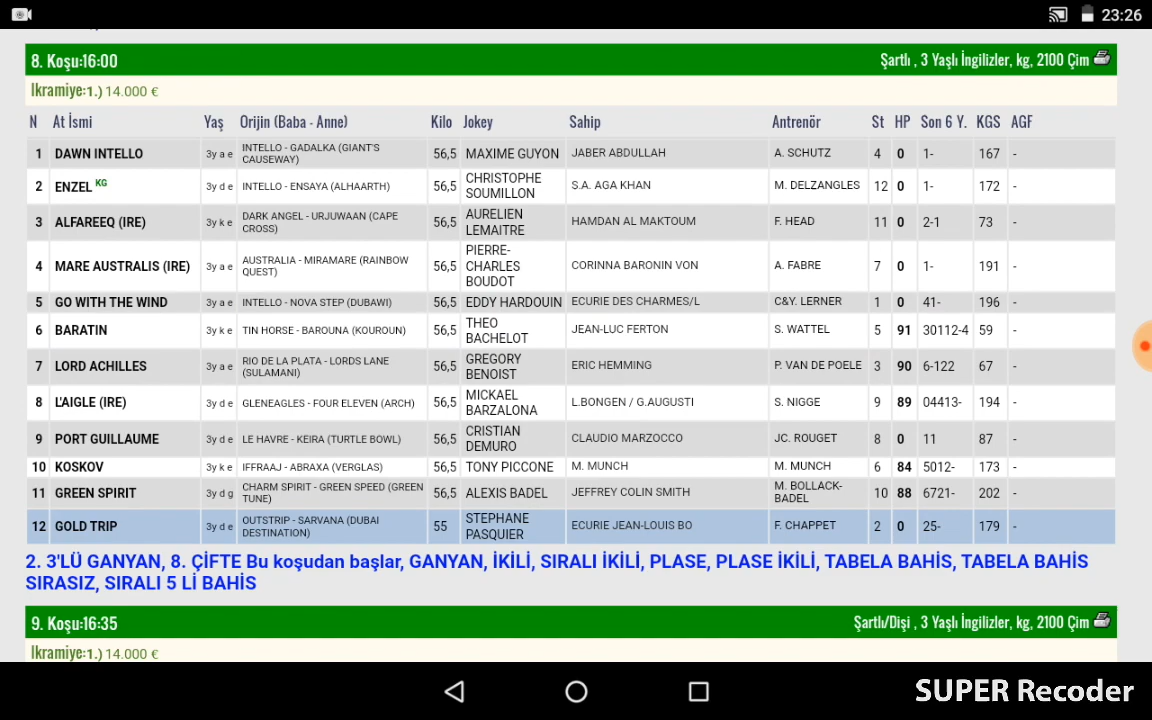 23:26
8. Koşu:16:00 Şartlı , 3 Yaşlı İngilizler, kg, 2100 Çim
Ikramiye:1.) 14.000 €
N At İsmi Yaş Orijin (Baba - Anne) Kilo Jokey Sahip Antrenör St HP Son 6 Y. KGS AGF
1 DAWN INTELLO 3y a e INTELLO - GADALKA (GIANT'S CAUSEWAY) 56,5 MAXIME GUYON JABER ABDULLAH A. SCHUTZ 4 0 1- 167 -
2 ENZEL KG 3y d e INTELLO - ENSAYA (ALHAARTH) 56,5 CHRISTOPHE SOUMILLON S.A. AGA KHAN M. DELZANGLES 12 0 1- 172 -
3 ALFAREEQ (IRE) 3y k e DARK ANGEL - URJUWAAN (CAPE CROSS) 56,5 AURELIEN LEMAITRE HAMDAN AL MAKTOUM F. HEAD 11 0 2-1 73 -
4 MARE AUSTRALIS (IRE) 3y a e AUSTRALIA - MIRAMARE (RAINBOW QUEST) 56,5 PIERRE-CHARLES BOUDOT CORINNA BARONIN VON A. FABRE 7 0 1- 191 -
5 GO WITH THE WIND 3y a e INTELLO - NOVA STEP (DUBAWI) 56,5 EDDY HARDOUIN ECURIE DES CHARMES/L C&Y. LERNER 1 0 41- 196 -
6 BARATIN 3y k e TIN HORSE - BAROUNA (KOUROUN) 56,5 THEO BACHELOT JEAN-LUC FERTON S. WATTEL 5 91 30112-4 59 -
7 LORD ACHILLES 3y a e RIO DE LA PLATA - LORDS LANE (SULAMANI) 56,5 GREGORY BENOIST ERIC HEMMING P. VAN DE POELE 3 90 6-122 67 -
8 L'AIGLE (IRE) 3y d e GLENEAGLES - FOUR ELEVEN (ARCH) 56,5 MICKAEL BARZALONA L.BONGEN / G.AUGUSTI S. NIGGE 9 89 04413- 194 -
9 PORT GUILLAUME 3y d e LE HAVRE - KEIRA (TURTLE BOWL) 56,5 CRISTIAN DEMURO CLAUDIO MARZOCCO JC. ROUGET 8 0 11 87 -
10 KOSKOV 3y k e IFFRAAJ - ABRAXA (VERGLAS) 56,5 TONY PICCONE M. MUNCH M. MUNCH 6 84 5012- 173 -
11 GREEN SPIRIT 3y d g CHARM SPIRIT - GREEN SPEED (GREEN TUNE) 56,5 ALEXIS BADEL JEFFREY COLIN SMITH M. BOLLACK-BADEL 10 88 6721- 202 -
12 GOLD TRIP 3y d e OUTSTRIP - SARVANA (DUBAI DESTINATION) 55 STEPHANE PASQUIER ECURIE JEAN-LOUIS BO F. CHAPPET 2 0 25- 179 -
2. 3'LÜ GANYAN, 8. ÇİFTE Bu koşudan başlar, GANYAN, İKİLİ, SIRALI İKİLİ, PLASE, PLASE İKİLİ, TABELA BAHİS, TABELA BAHİS
SIRASIZ, SIRALI 5 Lİ BAHİS
9. Koşu:16:35 Şartlı/Dişi , 3 Yaşlı İngilizler, kg, 2100 Çim
Ikramiye:1.) 14.000 €
SUPER Recoder